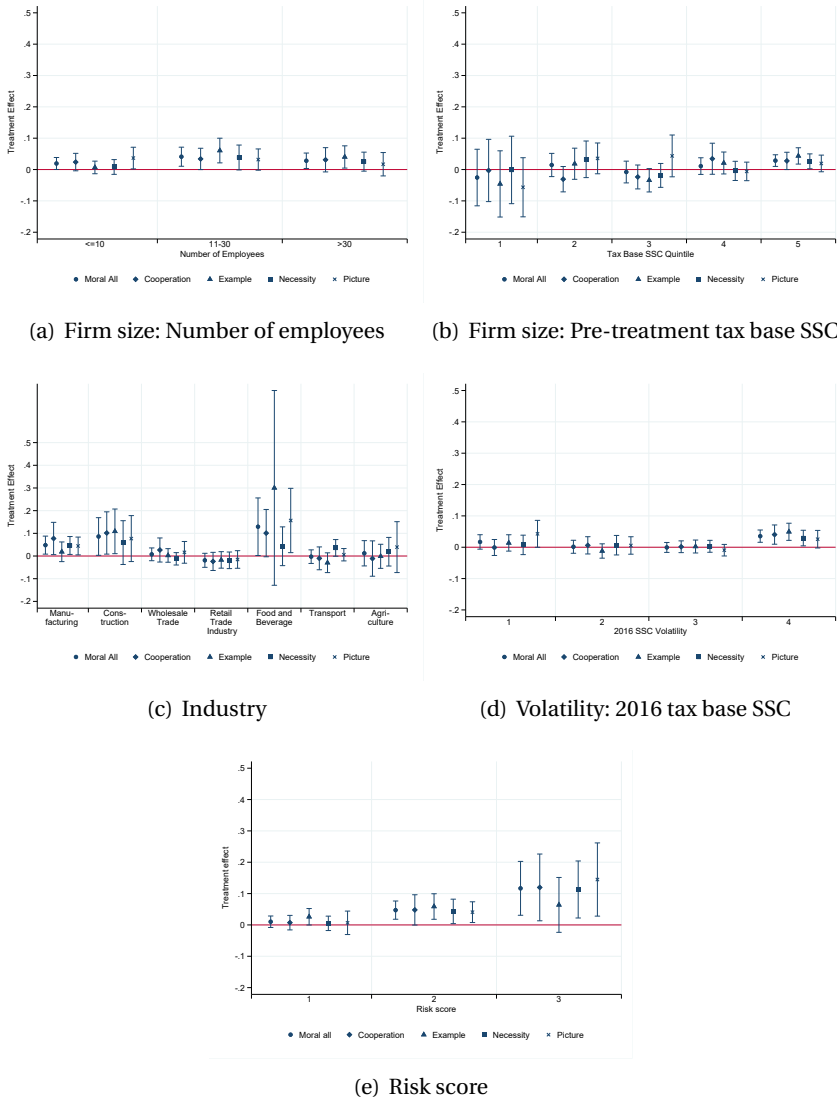 .5
.4
.3
.2
.1
0
-.1
-.2
Treatment Effect
<=10 11-30 >30
Number of Employees
Moral All Cooperation Example Necessity Picture
(a) Firm size: Number of employees
.5
.4
.3
.2
.1
0
-.1
-.2
Treatment Effect
1 2 3 4 5
Tax Base SSC Quintile
Moral All Cooperation Example Necessity Picture
(b) Firm size: Pre-treatment tax base SSC
.5
.4
.3
.2
.1
0
-.1
-.2
Treatment Effect
Manu- Cons- Wholesale Retail Food and Transport Agri-
facturing truction Trade Trade Beverage culture
Industry
Moral All Cooperation Example Necessity Picture
(c) Industry
.5
.4
.3
.2
.1
0
-.1
-.2
Treatment Effect
1 2 3 4
2016 SSC Volatility
Moral All Cooperation Example Necessity Picture
(d) Volatility: 2016 tax base SSC
.5
.4
.3
.2
.1
0
-.1
-.2
Treatment effect
1 2 3
Risk score
Moral all Cooperation Example Necessity Picture
(e) Risk score